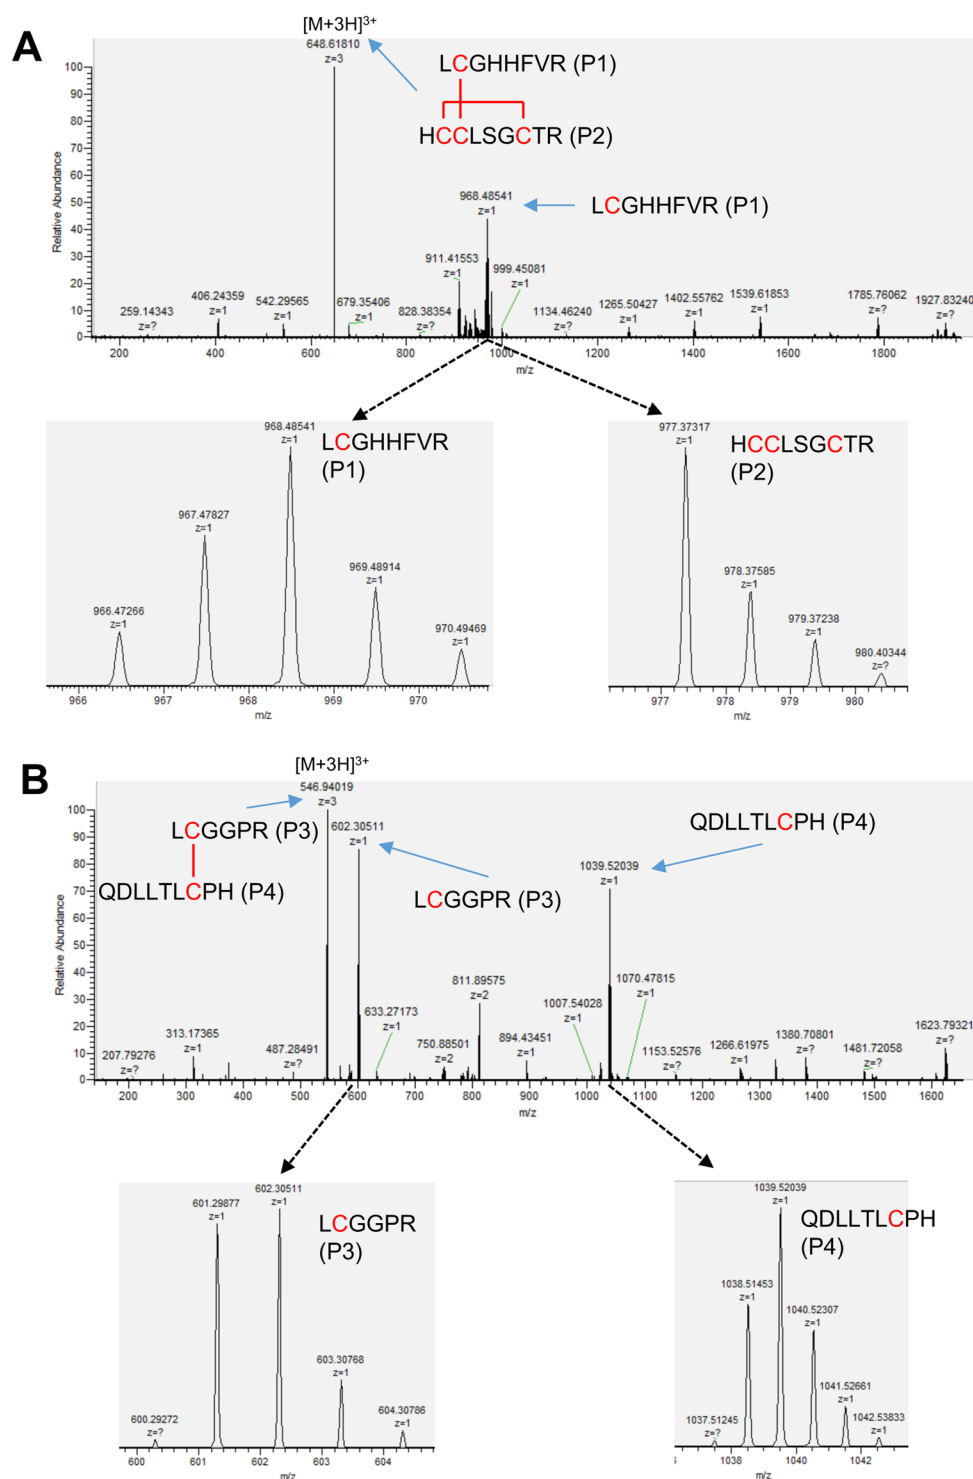 A
[M+3H]3+
648.61810
z=3
LCGHHFVR (P1)
HCCLSGCTR (P2)
968.48541
z=1
LCGHHFVR (P1)
Relative Abundance
100
90
80
70
60
50
40
30
20
10
0
259.14343
z=?
406.24359
z=1
542.29565
z=1
679.35406
z=1
828.38354
z=?
911.41553
z=1
999.45081
z=1
1134.46240
z=?
1265.50427
z=1
1402.55762
z=1
1539.61853
z=1
1785.76062
z=?
1927.83240
z=?
200 400 600 800 1000 1200 1400 1600 1800
m/z
968.48541
z=1
LCGHHFVR
(P1)
967.47827
z=1
969.48914
z=1
966.47266
z=1
970.49469
z=1
966 967 968 969 970
m/z
977.37317
z=1
HCCLSGCTR
(P2)
978.37585
z=1
979.37238
z=1
980.40344
z=?
977 978 979 980
m/z
B
[M+3H]3+
546.94019
z=3
LCGGPR (P3)
QDLLTLCPH (P4)
602.30511
z=1
LCGGPR (P3)
QDLLTLCPH (P4)
1039.52039
z=1
Relative Abundance
100
90
80
70
60
50
40
30
20
10
0
207.79276
z=?
313.17365
z=1
487.28491
z=?
633.27173
z=1
750.88501
z=2
811.89575
z=2
894.43451
z=1
1007.54028
z=1
1070.47815
z=1
1153.52576
z=?
1266.61975
z=1
1380.70801
z=?
1481.72058
z=?
1623.79321
z=?
200 300 400 500 600 700 800 900 1000 1100 1200 1300 1400 1500 1600
m/z
602.30511
z=1
601.29877
z=1
LCGGPR
(P3)
603.30768
z=1
600.29272
z=?
604.30786
z=1
600 601 602 603 604
m/z
1039.52039
z=1
QDLLTLCPH
(P4)
1038.51453
z=1
1040.52307
z=1
1041.52661
z=1
1037.51245
z=?
1042.53833
z=1
1038 1040 1042
m/z